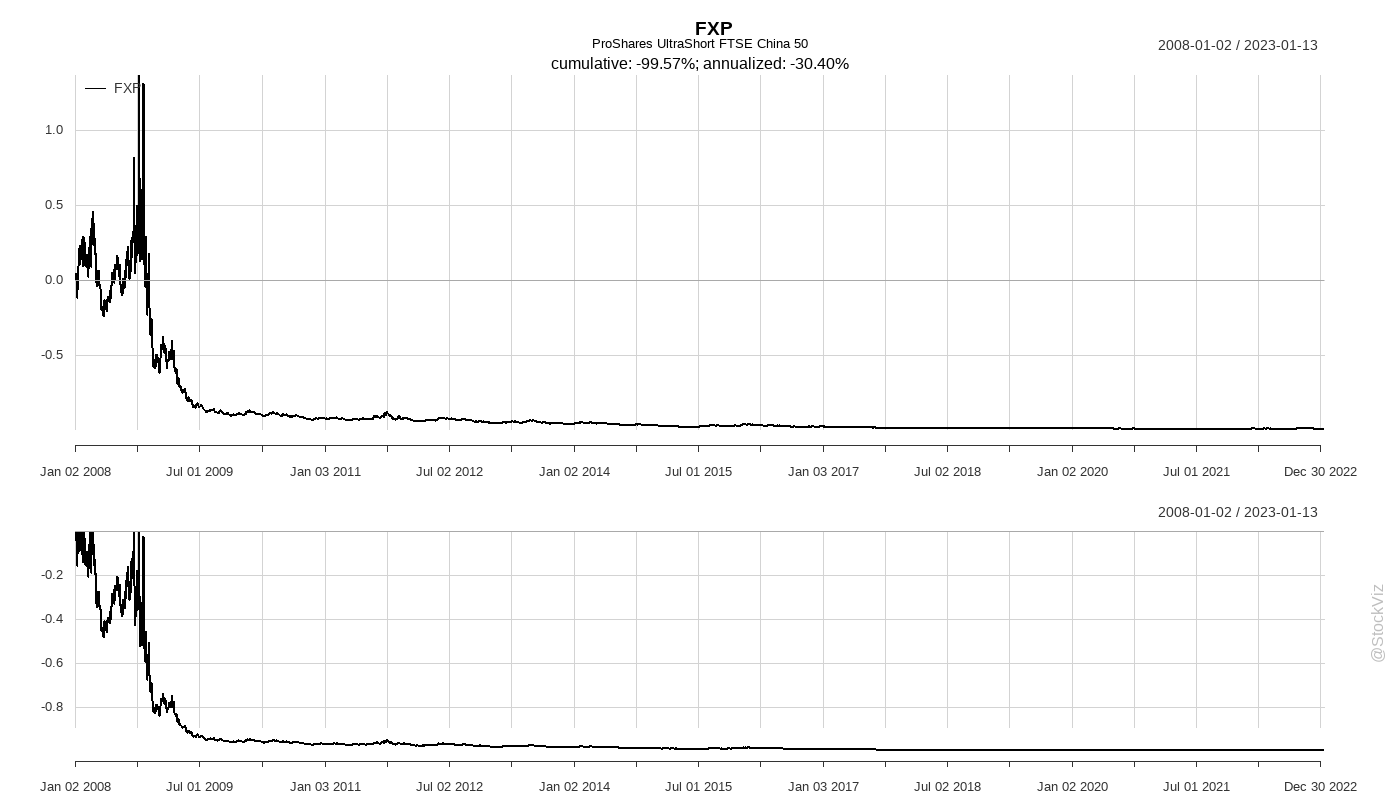 FXP
ProShares UltraShort FTSE China 50
cumulative: -99.57%; annualized: -30.40%
2008-01-02 / 2023-01-13
FXP
1.0
0.5
0.0
-0.5
Jan 02 2008 Jul 01 2009 Jan 03 2011 Jul 02 2012 Jan 02 2014 Jul 01 2015 Jan 03 2017 Jul 02 2018 Jan 02 2020 Jul 01 2021 Dec 30 2022
2008-01-02 / 2023-01-13
-0.2
-0.4
-0.6
-0.8
Jan 02 2008 Jul 01 2009 Jan 03 2011 Jul 02 2012 Jan 02 2014 Jul 01 2015 Jan 03 2017 Jul 02 2018 Jan 02 2020 Jul 01 2021 Dec 30 2022
@StockViz